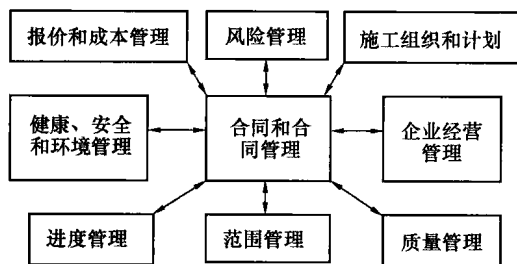 报价和成本管理
风险管理
施工组织和计划
健康、安全
和环境管理
合同和合
同管理
企业经营
管理
进度管理
范围管理
质量管理